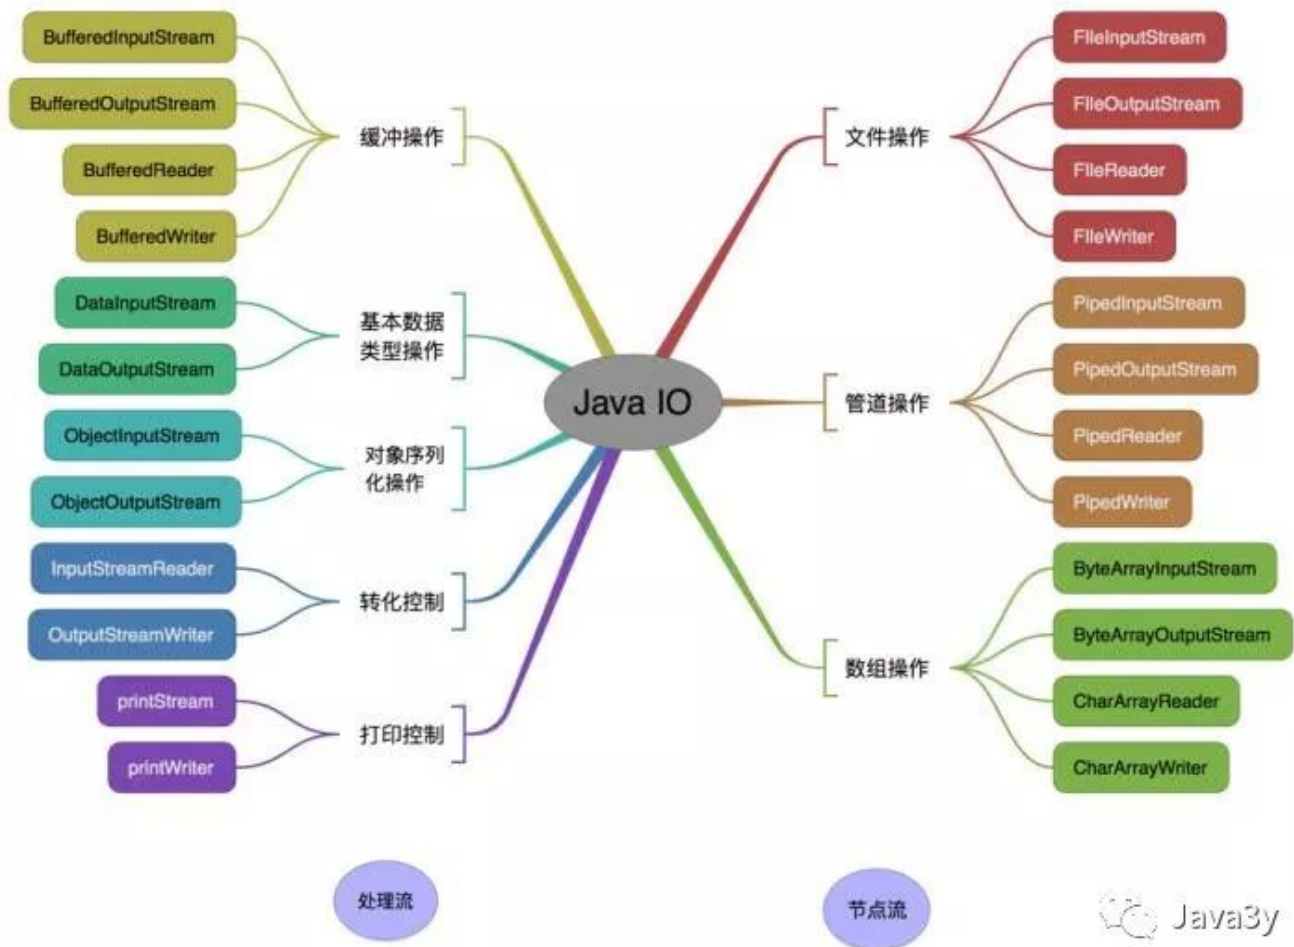 BufferedInputStream
BufferedOutputStream
BufferedReader
BufferedWriter
缓冲操作
DataInputStream
DataOutputStream
基本数据
类型操作
ObjectInputStream
ObjectOutputStream
对象序列
化操作
InputStreamReader
OutputStreamWriter
转化控制
printStream
printWriter
打印控制
Java IO
文件操作
FIleInputStream
FIleOutputStream
FIleReader
FIleWriter
管道操作
PipedInputStream
PipedOutputStream
PipedReader
PipedWriter
数组操作
ByteArrayInputStream
ByteArrayOutputStream
CharArrayReader
CharArrayWriter
处理流
节点流
Java3y